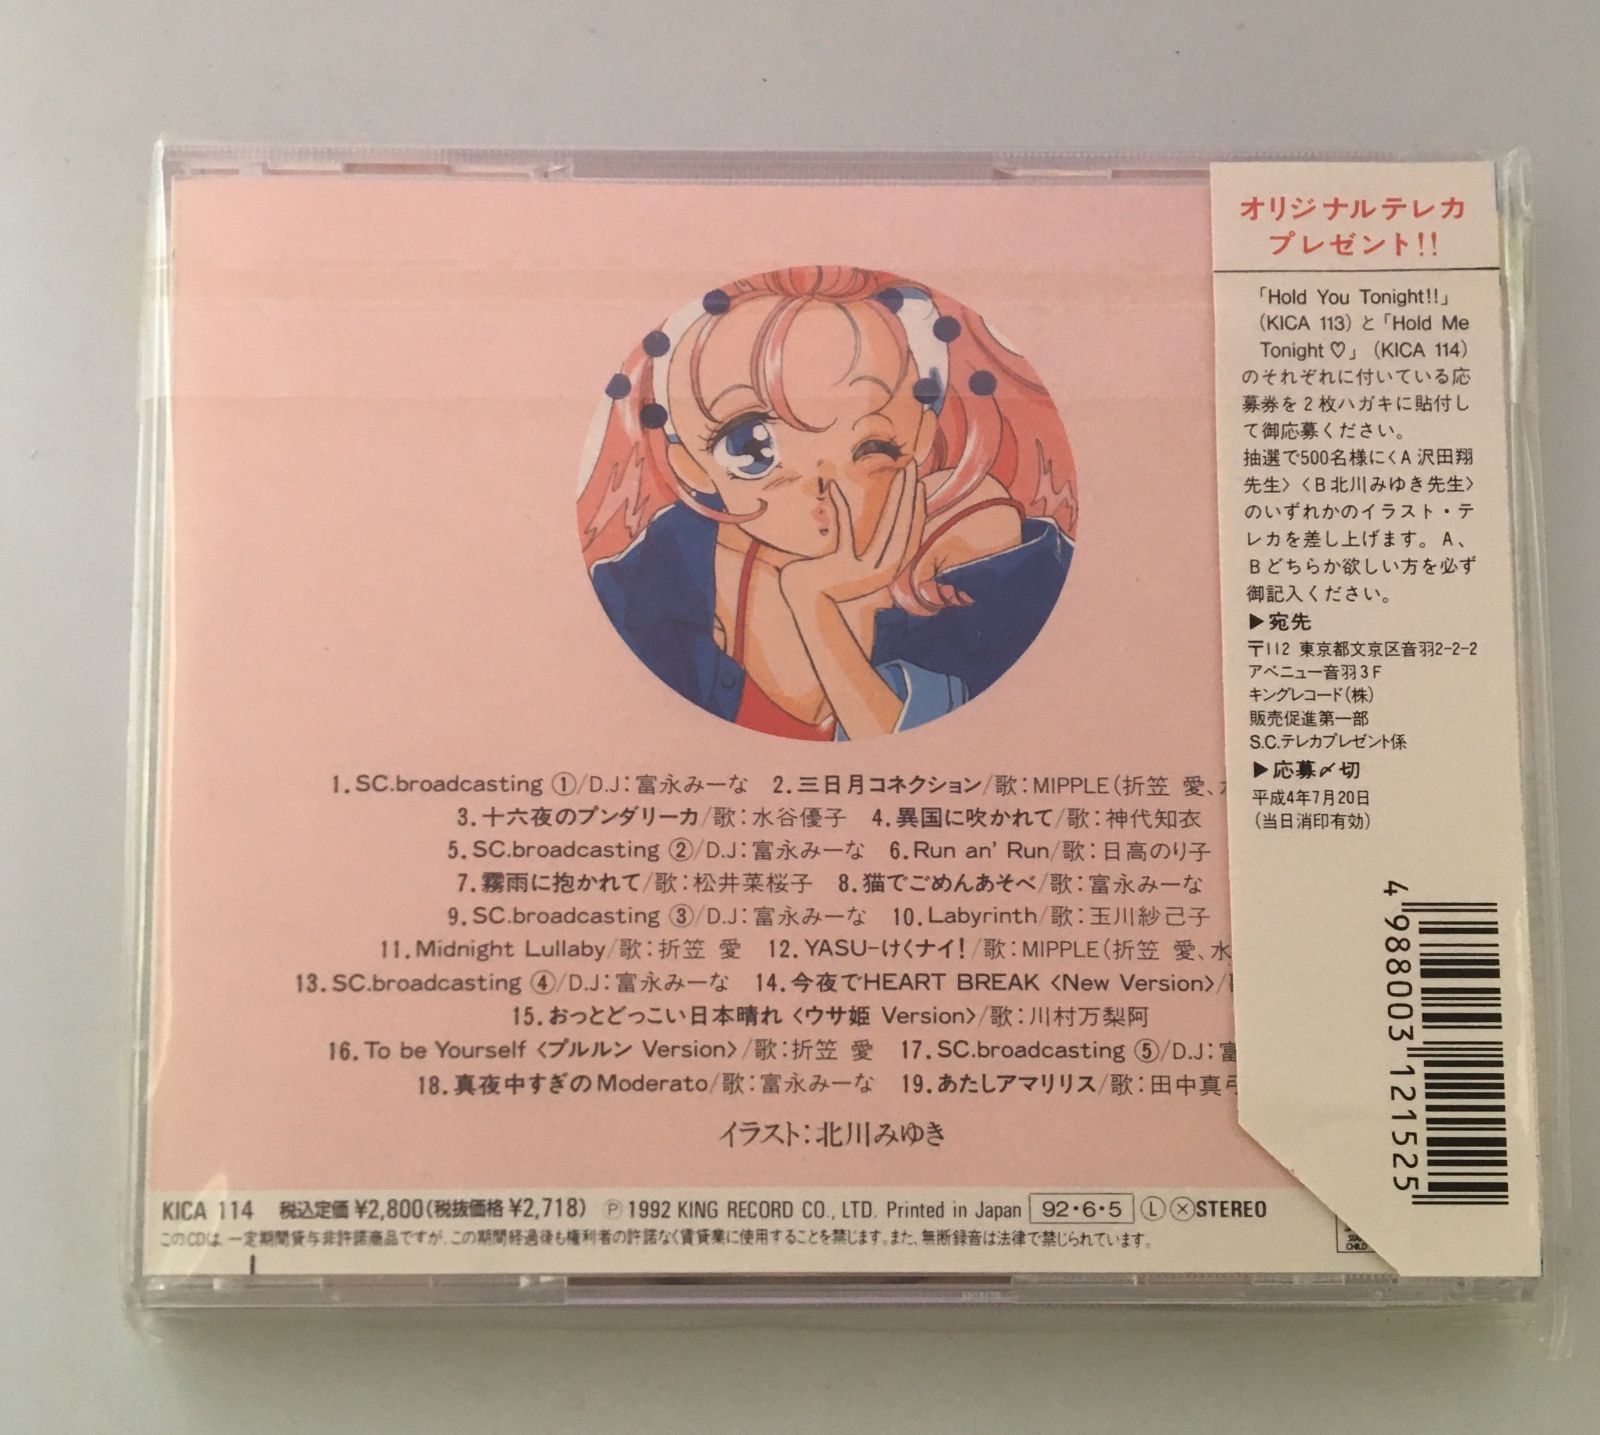 オリジナルテレカ
プレゼント!!
「Hold You Tonight!!」
(KICA 113)と「Hold Me
Tonight♡」(KICA 114)
のそれぞれに付いている応
募券を2枚ハガキに貼付し
て御応募ください。
抽選で500名様に〈A沢田翔
先生〉〈B北川みゆき先生〉
のいずれかのイラスト・テ
レカを差し上げます。A、
Bどちらか欲しい方を必ず
御記入ください。
▶宛先
〒112 東京都文京区音羽2-2-2
アベニュー音羽3F
キングレコード(株)
販売促進第一部
S.C.テレカプレゼント係
▶応募〆切
平成4年7月20日
(当日消印有効)
4988003121525
1.SC.broadcasting ①/D.J:富永みーな 2.三日月コネクション/歌:MIPPLE(折笠 愛、
3.十六夜のプンダリーカ/歌:水谷優子 4.異国に吹かれて/歌:神代知衣
5.SC.broadcasting ②/D.J:富永みーな 6.Run an' Run/歌:日高のり子
7.霧雨に抱かれて/歌:松井菜桜子 8.猫でごめんあそべ/歌:富永みーな
9.SC.broadcasting ③/D.J:富永みーな 10.Labyrinth/歌:玉川紗己子
11.Midnight Lullaby/歌:折笠 愛 12.YASU-けくナイ!/歌:MIPPLE(折笠 愛、水
13.SC.broadcasting ④/D.J:富永みーな 14.今夜でHEART BREAK〈New Version〉/
15.おっとどっこい日本晴れ〈ウサ姫 Version〉/歌:川村万梨阿
16.To be Yourself〈プルルン Version〉/歌:折笠 愛 17.SC.broadcasting ⑤/D.J:富
18.真夜中すぎのModerato/歌:富永みーな 19.あたしアマリリス/歌:田中真弓
イラスト:北川みゆき
KICA 114 税込定価¥2,800(税抜価格¥2,718) ℗1992 KING RECORD CO., LTD. Printed in Japan 92・6・5 Ⓛ ⓧ STEREO
このCDは、一定期間貸与非許諾商品ですが、この期間経過後も権利者の許諾なく賃貸業に使用することを禁じます。また、無断録音は法律で禁じられています。